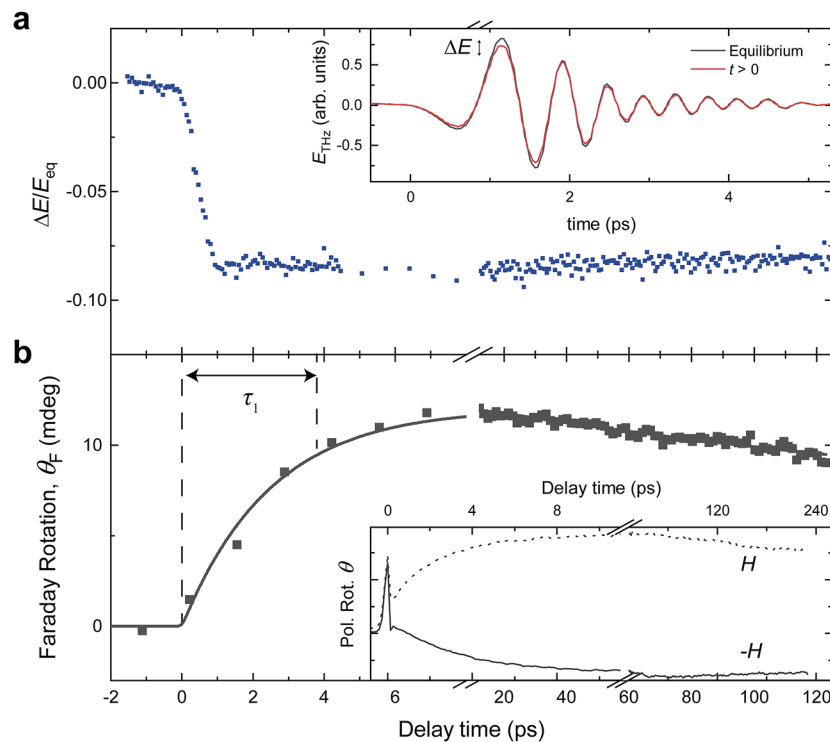 a
0.00
-0.05
-0.10
ΔE/E_eq
ΔE
Equilibrium
t > 0
0.5
0.0
-0.5
E_THz (arb. units)
0 2 4
time (ps)
b
τ_1
10
0
Faraday Rotation, θ_F (mdeg)
Delay time (ps)
0 4 8 120 240
Pol. Rot. θ
H
-H
-2 0 2 4 6 20 40 60 80 100 120
Delay time (ps)